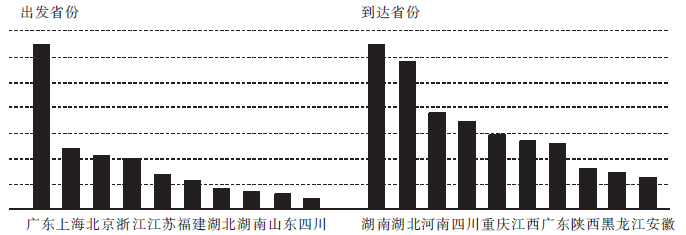 出发省份
到达省份
广东上海北京浙江江苏福建湖北湖南山东四川
湖南湖北河南四川重庆江西广东陕西黑龙江安徽